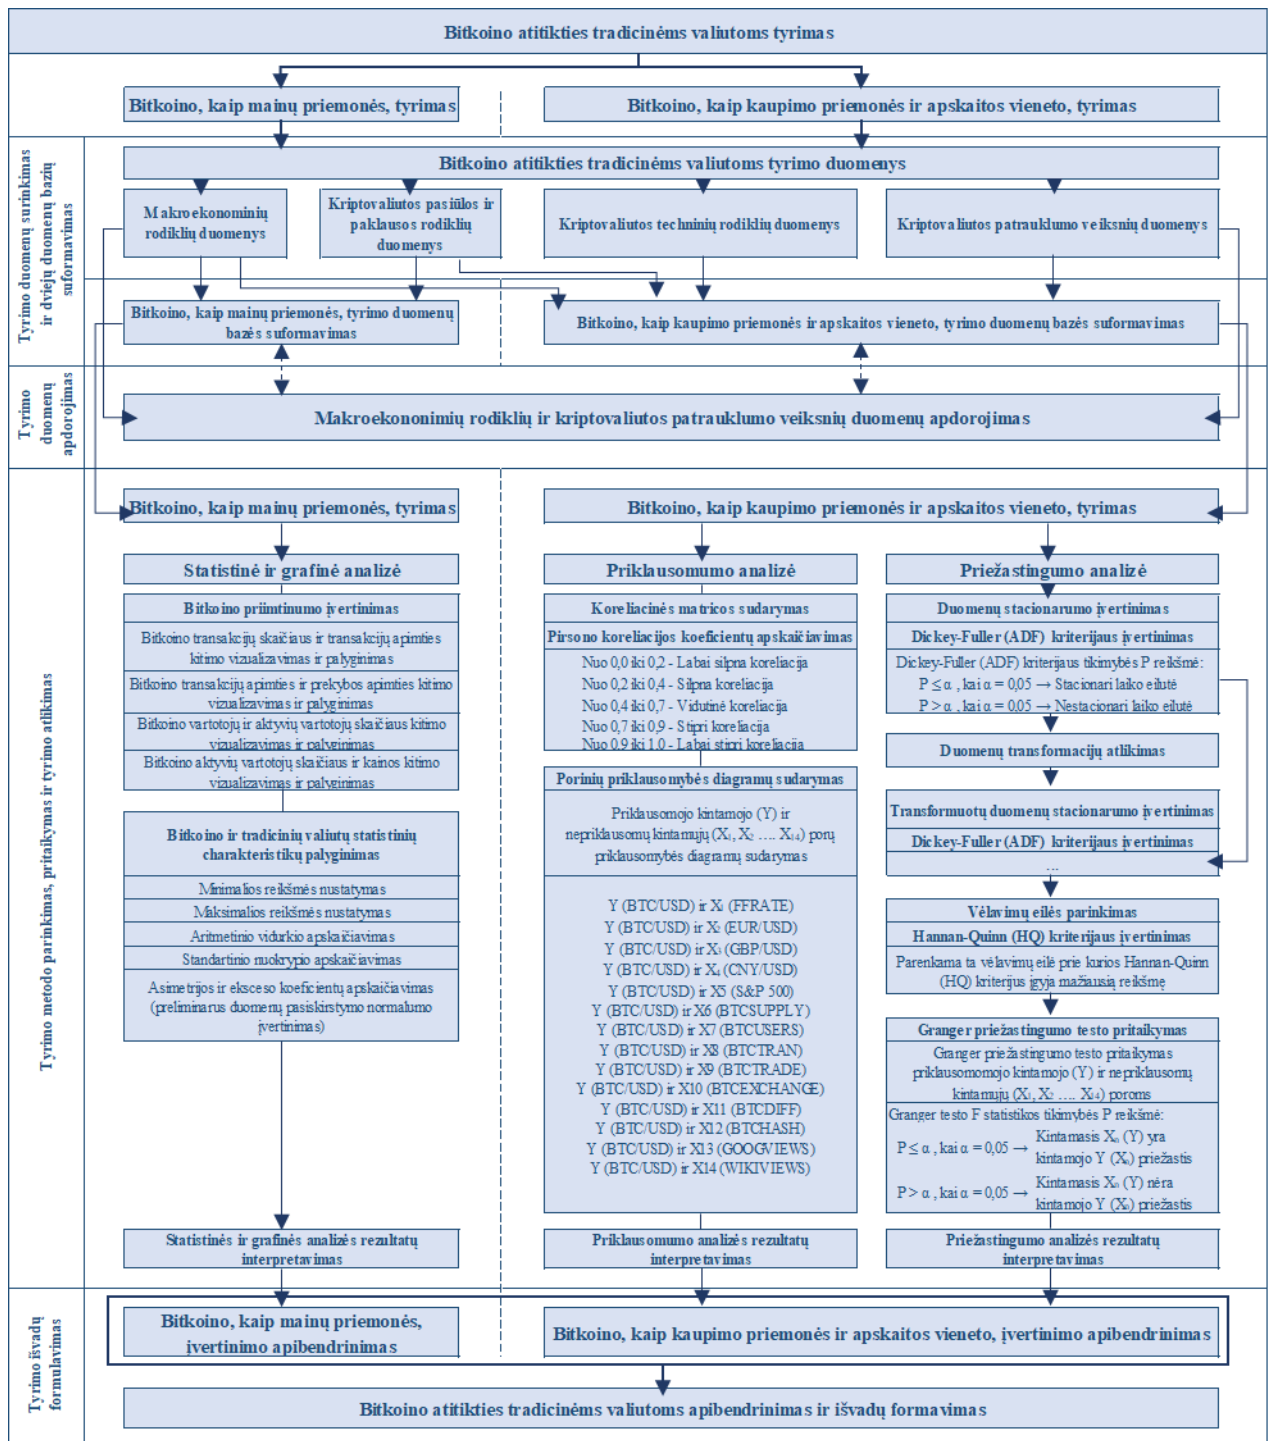 Bitkoino atitikties tradicinėms valiutoms tyrimas
Bitkoino, kaip mainų priemonės, tyrimas
Bitkoino, kaip kaupimo priemonės ir apskaitos vieneto, tyrimas
Tyrimo duomenų surinkimas
ir dviejų duomenų bazių
suformavimas
Bitkoino atitikties tradicinėms valiutoms tyrimo duomenys
Makroekonominių
rodiklių duomenys
Kriptovaliutos pasiūlos ir
paklausos rodiklių
duomenys
Kriptovaliutos techninių rodiklių duomenys
Kriptovaliutos patrauklumo veiksnių duomenys
Bitkoino, kaip mainų priemonės, tyrimo duomenų
bazės suformavimas
Bitkoino, kaip kaupimo priemonės ir apskaitos vieneto, tyrimo duomenų bazės suformavimas
Tyrimo
duomenų
apdorojimas
Makroekononimių rodiklių ir kriptovaliutos patrauklumo veiksnių duomenų apdorojimas
Tyrimo metodo parinkimas, pritaikymas ir tyrimo atlikimas
Bitkoino, kaip mainų priemonės, tyrimas
Bitkoino, kaip kaupimo priemonės ir apskaitos vieneto, tyrimas
Statistinė ir grafinė analizė
Bitkoino priimtinumo įvertinimas
Bitkoino transakcijų skaičiaus ir transakcijų apimties
kitimo vizualizavimas ir palyginimas
Bitkoino transakcijų apimties ir prekybos apimties kitimo
vizualizavimas ir palyginimas
Bitkoino vartotojų ir aktyvių vartotojų skaičiaus kitimo
vizualizavimas ir palyginimas
Bitkoino aktyvių vartotojų skaičiaus ir kainos kitimo
vizualizavimas ir palyginimas
Bitkoino ir tradicinių valiutų statistinių
charakteristikų palyginimas
Minimalios reikšmės nustatymas
Maksimalios reikšmės nustatymas
Aritmetinio vidurkio apskaičiavimas
Standartinio nuokrypio apskaičiavimas
Asimetrijos ir eksceso koeficientų apskaičiavimas
(preliminarus duomenų pasiskirstymo normalumo
įvertinimas)
Statistinės ir grafinės analizės rezultatų
interpretavimas
Priklausomumo analizė
Koreliacinės matricos sudarymas
Pirsono koreliacijos koeficientų apskaičiavimas
Nuo 0,0 iki 0,2 - Labai silpna koreliacija
Nuo 0,2 iki 0,4 - Silpna koreliacija
Nuo 0,4 iki 0,7 - Vidutinė koreliacija
Nuo 0,7 iki 0,9 - Stipri koreliacija
Nuo 0,9 iki 1,0 - Labai stipri koreliacija
Porinių priklausomybės diagramų sudarymas
Priklausomojo kintamojo (Y) ir
nepriklausomų kintamųjų (X₁, X₂ …. X₁₄) porų
priklausomybės diagramų sudarymas
Y (BTC/USD) ir X₁ (FFRATE)
Y (BTC/USD) ir X₂ (EUR/USD)
Y (BTC/USD) ir X₃ (GBP/USD)
Y (BTC/USD) ir X₄ (CNY/USD)
Y (BTC/USD) ir X5 (S&P 500)
Y (BTC/USD) ir X6 (BTCSUPPLY)
Y (BTC/USD) ir X7 (BTCUSERS)
Y (BTC/USD) ir X8 (BTCTRAN)
Y (BTC/USD) ir X9 (BTCTRADE)
Y (BTC/USD) ir X10 (BTCEXCHANGE)
Y (BTC/USD) ir X11 (BTCDIFF)
Y (BTC/USD) ir X12 (BTCHASH)
Y (BTC/USD) ir X13 (GOOGVIEWS)
Y (BTC/USD) ir X14 (WIKIVIEWS)
Priklausomumo analizės rezultatų
interpretavimas
Priežastingumo analizė
Duomenų stacionarumo įvertinimas
Dickey-Fuller (ADF) kriterijaus įvertinimas
Dickey-Fuller (ADF) kriterijaus tikimybės P reikšmė:
P ≤ α , kai α = 0,05 → Stacionari laiko eilutė
P > α , kai α = 0,05 → Nestacionari laiko eilutė
Duomenų transformacijų atlikimas
Transformuotų duomenų stacionarumo įvertinimas
Dickey-Fuller (ADF) kriterijaus įvertinimas
…
Vėlavimų eilės parinkimas
Hannan-Quinn (HQ) kriterijaus įvertinimas
Parenkama ta vėlavimų eilė prie kurios Hannan-Quinn
(HQ) kriterijus įgyja mažiausią reikšmę
Granger priežastingumo testo pritaikymas
Granger priežastingumo testo pritaikymas
priklausomomojo kintamojo (Y) ir nepriklausomų
kintamųjų (X₁, X₂ …. X₁₄) poroms
Granger testo F statistikos tikimybės P reikšmė:
P ≤ α , kai α = 0,05 → Kintamasis Xₙ (Y) yra
kintamojo Y (Xₙ) priežastis
P > α , kai α = 0,05 → Kintamasis Xₙ (Y) nėra
kintamojo Y (Xₙ) priežastis
Priežastingumo analizės rezultatų
interpretavimas
Tyrimo išvadų
formulavimas
Bitkoino, kaip mainų priemonės,
įvertinimo apibendrinimas
Bitkoino, kaip kaupimo priemonės ir apskaitos vieneto, įvertinimo apibendrinimas
Bitkoino atitikties tradicinėms valiutoms apibendrinimas ir išvadų formavimas